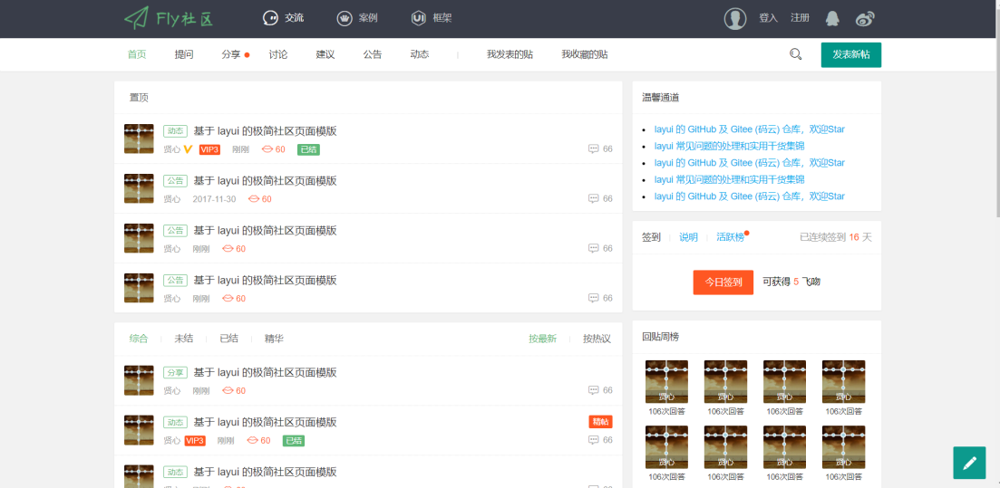 Fly社区 交流 案例 框架 登入 注册
首页 提问 分享 讨论 建议 公告 动态 我发表的贴 我收藏的贴 发表新帖
置顶
动态 基于 layui 的极简社区页面模版
贤心 VIP3 刚刚 60 已结 66
公告 基于 layui 的极简社区页面模版
贤心 2017-11-30 60 66
公告 基于 layui 的极简社区页面模版
贤心 刚刚 60 66
公告 基于 layui 的极简社区页面模版
贤心 刚刚 60 66
综合 未结 已结 精华 按最新 按热议
分享 基于 layui 的极简社区页面模版
贤心 刚刚 60 66
动态 基于 layui 的极简社区页面模版 精帖
贤心 VIP3 刚刚 60 已结 66
动态 基于 layui 的极简社区页面模版
贤心 刚刚 60 66
温馨通道
layui 的 GitHub 及 Gitee (码云) 仓库，欢迎Star
layui 常见问题的处理和实用干货集锦
layui 的 GitHub 及 Gitee (码云) 仓库，欢迎Star
layui 常见问题的处理和实用干货集锦
layui 的 GitHub 及 Gitee (码云) 仓库，欢迎Star
签到 说明 活跃榜 已连续签到 16 天
今日签到 可获得 5 飞吻
回贴周榜
贤心 贤心 贤心 贤心
106次回答 106次回答 106次回答 106次回答
贤心 贤心 贤心 贤心
106次回答 106次回答 106次回答 106次回答